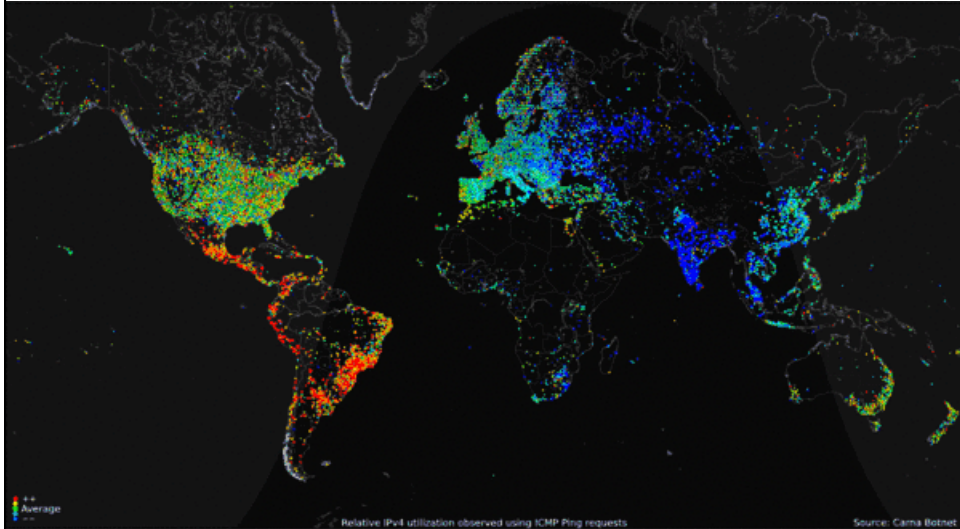 ++
Average
--
Relative IPv4 utilization observed using ICMP Ping requests
Source: Carna Botnet